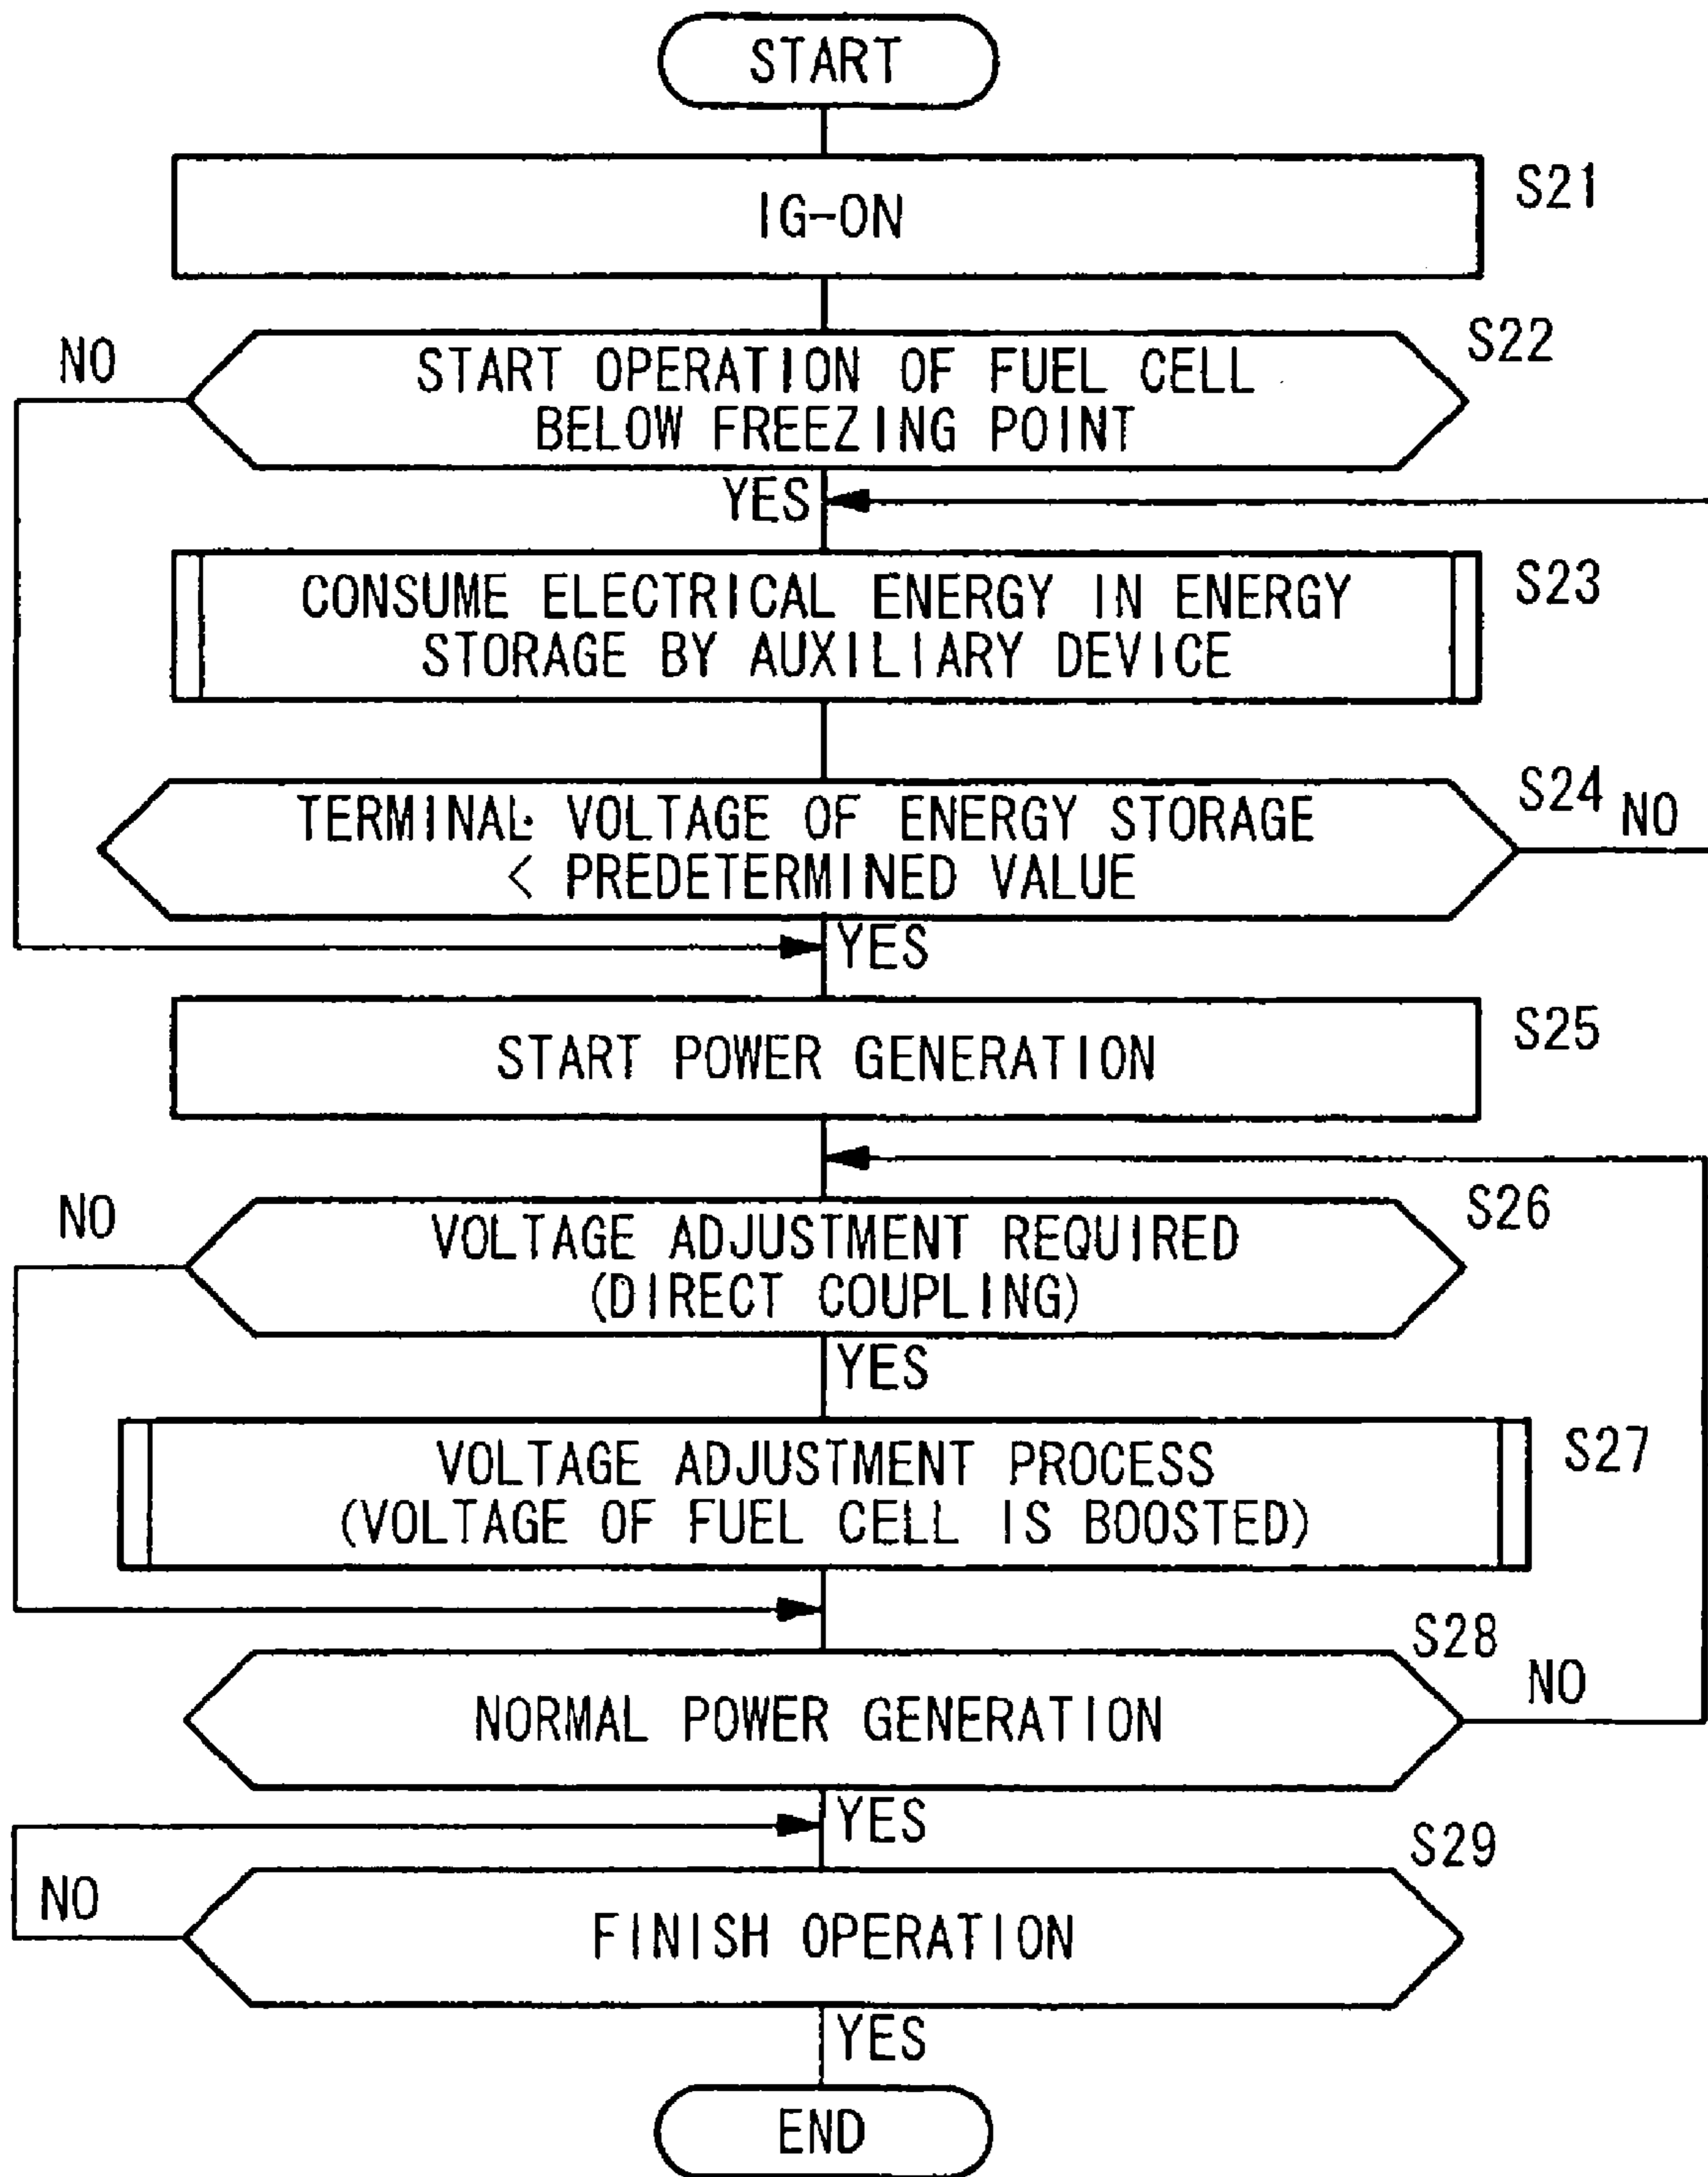 START
IG-ON
S21
NO
START OPERATION OF FUEL CELL
BELOW FREEZING POINT
S22
YES
CONSUME ELECTRICAL ENERGY IN ENERGY
STORAGE BY AUXILIARY DEVICE
S23
TERMINAL VOLTAGE OF ENERGY STORAGE
< PREDETERMINED VALUE
S24
NO
YES
START POWER GENERATION
S25
NO
VOLTAGE ADJUSTMENT REQUIRED
(DIRECT COUPLING)
S26
YES
VOLTAGE ADJUSTMENT PROCESS
(VOLTAGE OF FUEL CELL IS BOOSTED)
S27
NORMAL POWER GENERATION
S28
NO
YES
NO
FINISH OPERATION
S29
YES
END